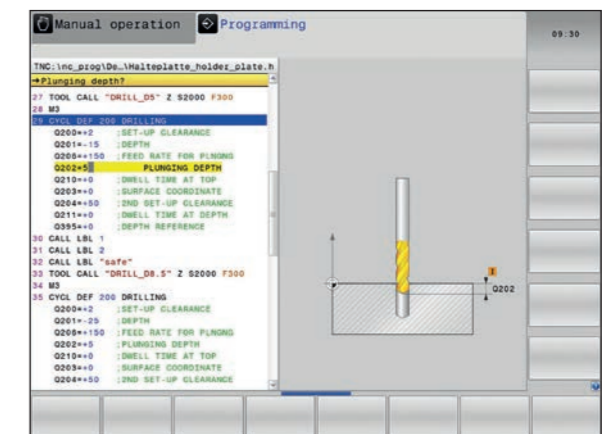 Manual operation
Programming
09:30
TNC:\nc_prog\De…\Halteplatte_holder_plate.h
→Plunging depth?
27 TOOL CALL "DRILL_D5" Z S2000 F300
28 M3
29 CYCL DEF 200 DRILLING
Q200=+2 ;SET-UP CLEARANCE
Q201=-15 ;DEPTH
Q206=+150 ;FEED RATE FOR PLNGNG
Q202=5 PLUNGING DEPTH
Q210=+0 ;DWELL TIME AT TOP
Q203=+0 ;SURFACE COORDINATE
Q204=+50 ;2ND SET-UP CLEARANCE
Q211=+0 ;DWELL TIME AT DEPTH
Q395=+0 ;DEPTH REFERENCE
30 CALL LBL 1
31 CALL LBL 2
32 CALL LBL "safe"
33 TOOL CALL "DRILL_D8.5" Z S2000 F300
34 M3
35 CYCL DEF 200 DRILLING
Q200=+2 ;SET-UP CLEARANCE
Q201=-25 ;DEPTH
Q206=+150 ;FEED RATE FOR PLNGNG
Q202=+5 ;PLUNGING DEPTH
Q210=+0 ;DWELL TIME AT TOP
Q203=+0 ;SURFACE COORDINATE
Q204=+50 ;2ND SET-UP CLEARANCE
I
Q202